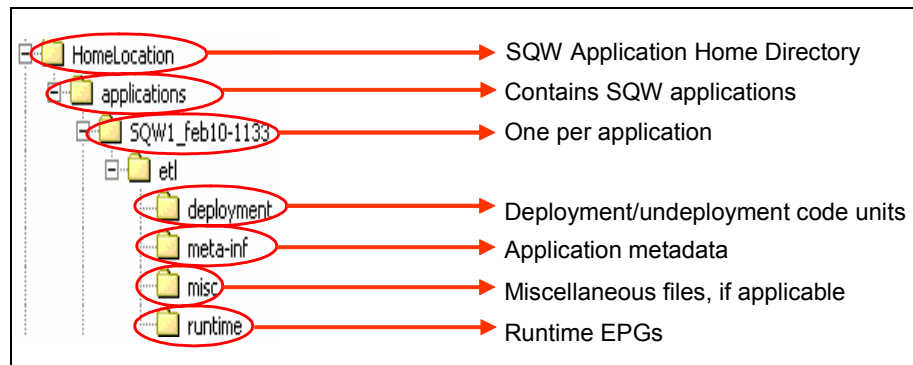 HomeLocation SQW Application Home Directory
applications Contains SQW applications
SQW1_feb10-1133 One per application
etl
deployment Deployment/undeployment code units
meta-inf Application metadata
misc Miscellaneous files, if applicable
runtime Runtime EPGs